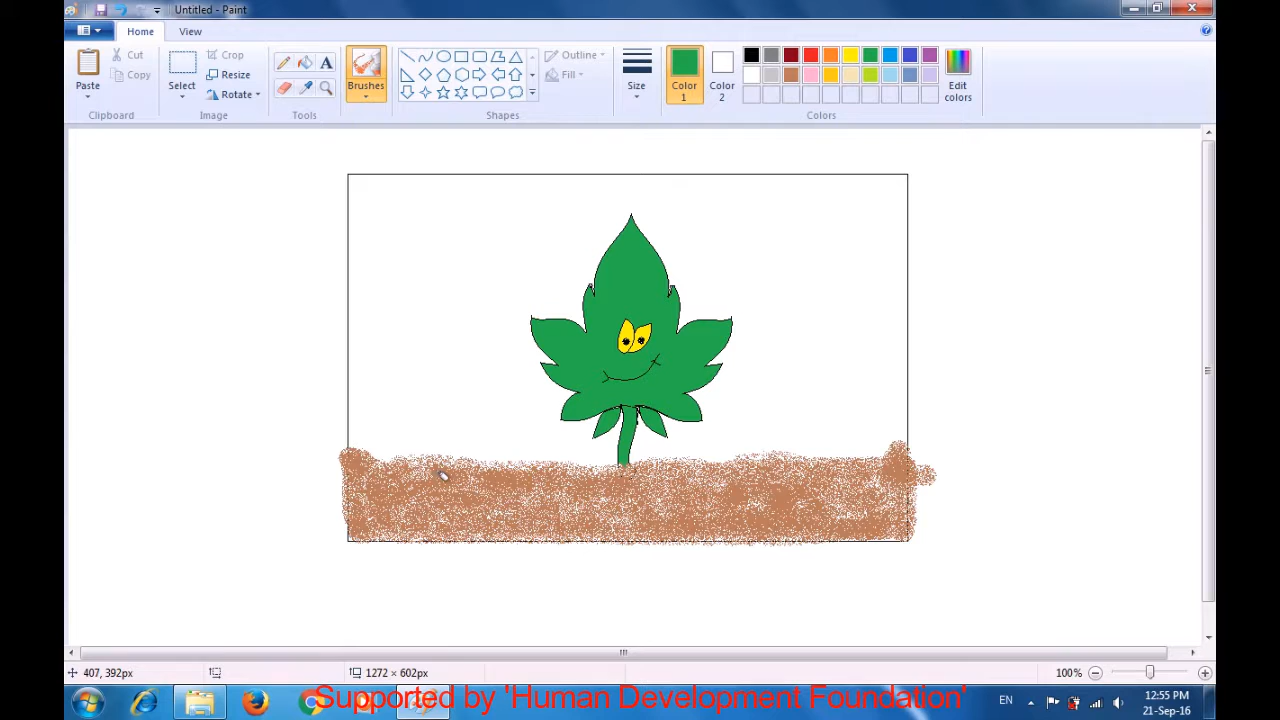 Untitled - Paint
Home View
Paste
Cut
Copy
Clipboard
Select
Crop
Resize
Rotate
Image
Tools
Brushes
Shapes
Outline
Fill
Size
Color 1
Color 2
Edit colors
Colors
407, 392px
1272 × 602px
100%
Supported by 'Human Development Foundation'
EN
12:55 PM
21-Sep-16